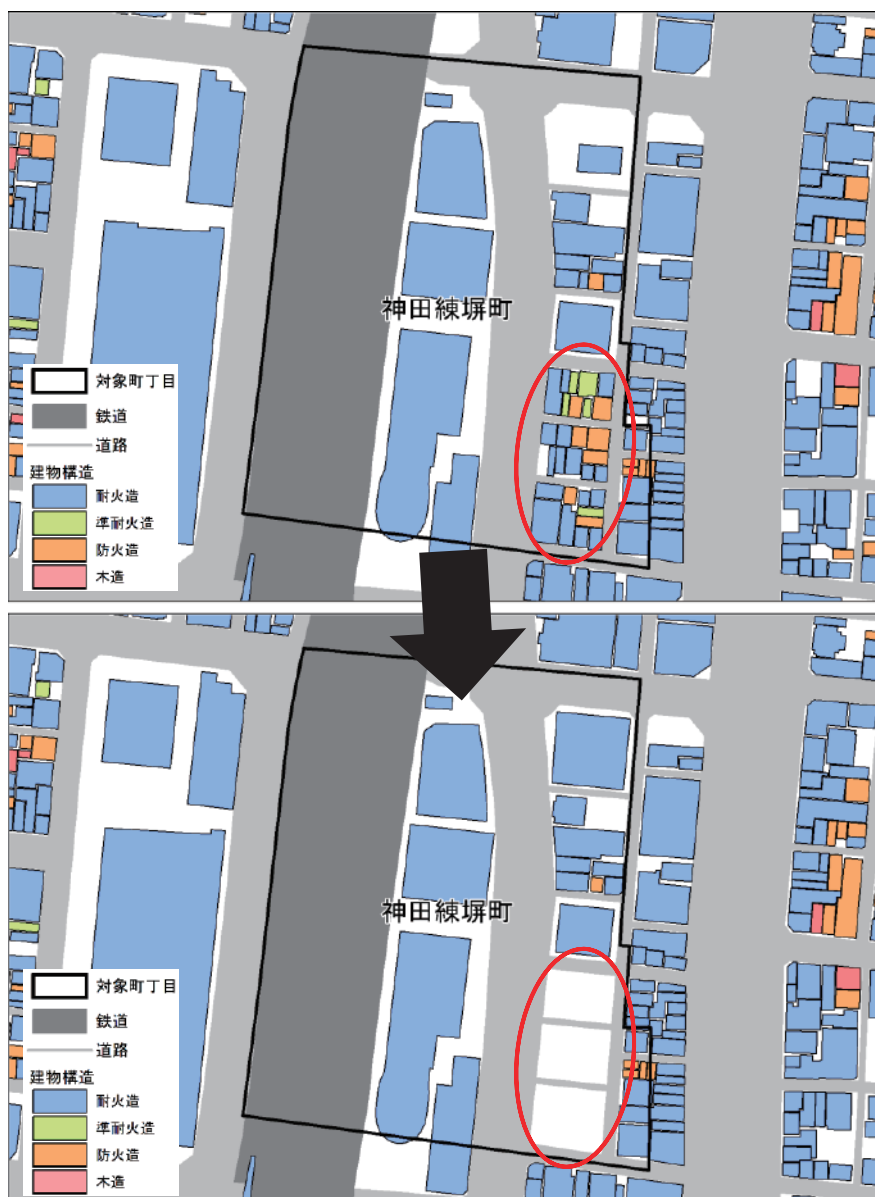 神田練塀町
対象町丁目
鉄道
道路
建物構造
耐火造
準耐火造
防火造
木造
神田練塀町
対象町丁目
鉄道
道路
建物構造
耐火造
準耐火造
防火造
木造